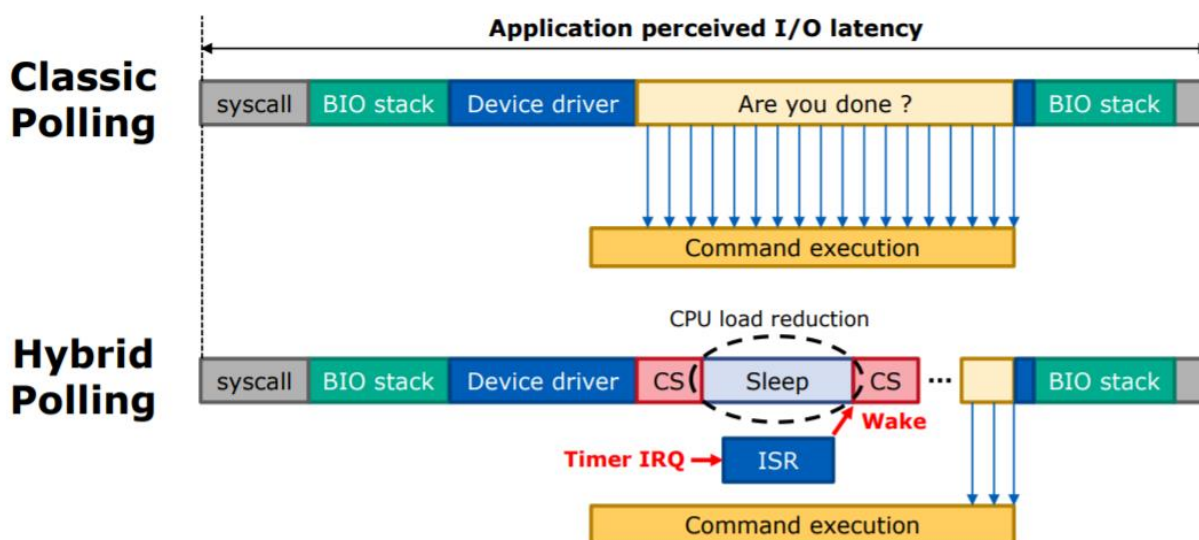 Application perceived I/O latency
Classic
Polling
syscall
BIO stack
Device driver
Are you done ?
BIO stack
Command execution
CPU load reduction
Hybrid
Polling
syscall
BIO stack
Device driver
CS
Sleep
CS
...
BIO stack
Wake
Timer IRQ
ISR
Command execution